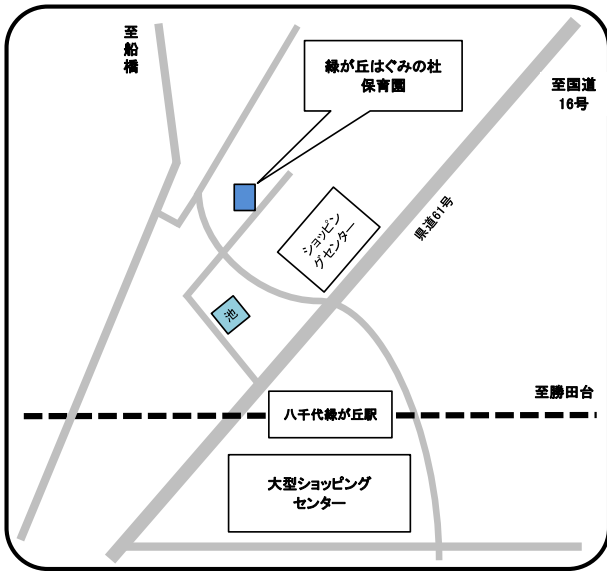 至船橋
緑が丘はぐみの杜
保育園
至国道
16号
ショッピン
グセンター
県道61号
池
至勝田台
八千代緑が丘駅
大型ショッピング
センター